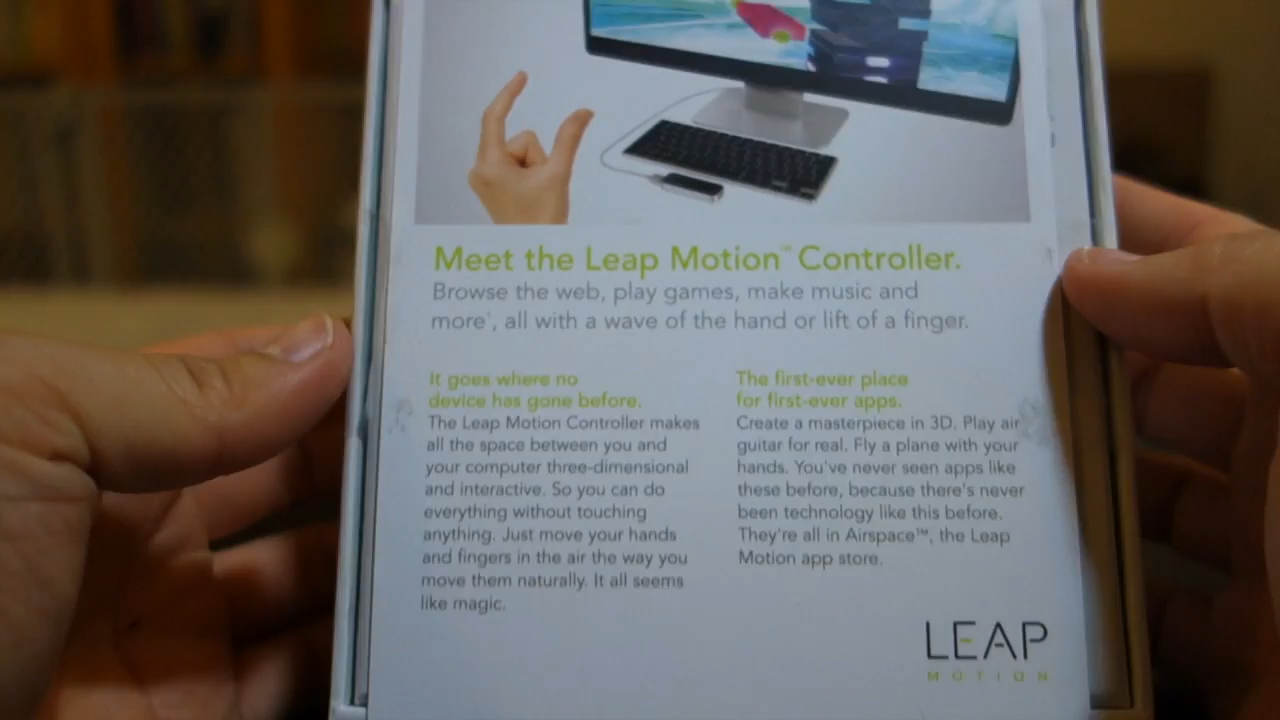 Meet the Leap Motion™ Controller.
Browse the web, play games, make music and
more¹, all with a wave of the hand or lift of a finger.
It goes where no
device has gone before.
The Leap Motion Controller makes
all the space between you and
your computer three-dimensional
and interactive. So you can do
everything without touching
anything. Just move your hands
and fingers in the air the way you
move them naturally. It all seems
like magic.
The first-ever place
for first-ever apps.
Create a masterpiece in 3D. Play air
guitar for real. Fly a plane with your
hands. You've never seen apps like
these before, because there's never
been technology like this before.
They're all in Airspace™, the Leap
Motion app store.
LEAP
MOTION